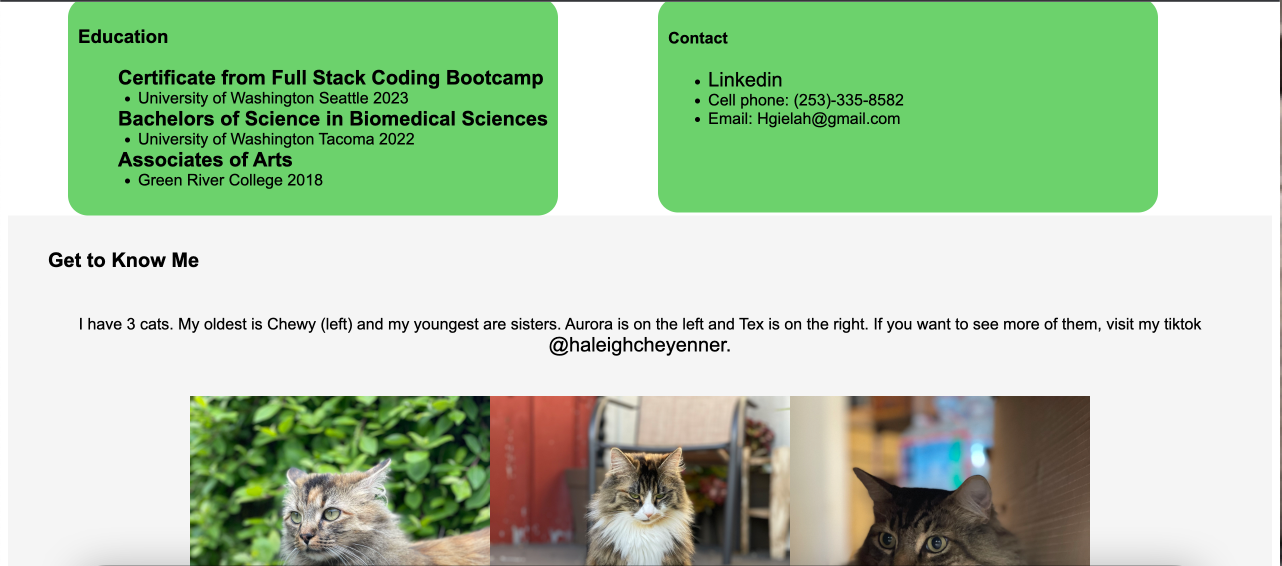 Education
Certificate from Full Stack Coding Bootcamp
University of Washington Seattle 2023
Bachelors of Science in Biomedical Sciences
University of Washington Tacoma 2022
Associates of Arts
Green River College 2018
Contact
Linkedin
Cell phone: (253)-335-8582
Email: Hgielah@gmail.com
Get to Know Me
I have 3 cats. My oldest is Chewy (left) and my youngest are sisters. Aurora is on the left and Tex is on the right. If you want to see more of them, visit my tiktok
@haleighcheyenner.